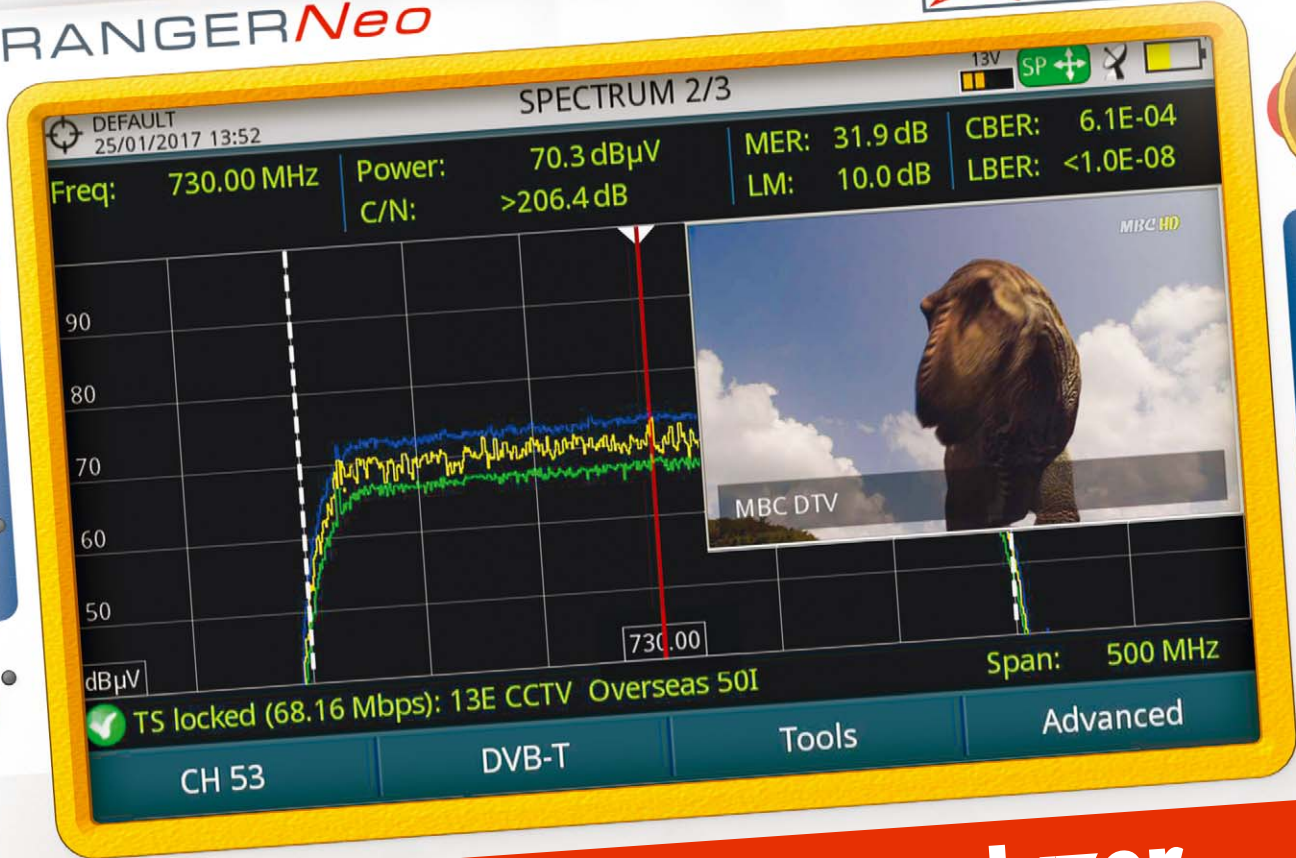 RANGERNeo
DEFAULT
25/01/2017 13:52
SPECTRUM 2/3
13V
SP
Freq: 730.00 MHz
Power: 70.3 dBµV
C/N: >206.4 dB
MER: 31.9 dB
LM: 10.0 dB
CBER: 6.1E-04
LBER: <1.0E-08
MBC HD
90
80
70
60
50
dBµV
MBC DTV
730.00
Span: 500 MHz
TS locked (68.16 Mbps): 13E CCTV Overseas 50I
CH 53
DVB-T
Tools
Advanced